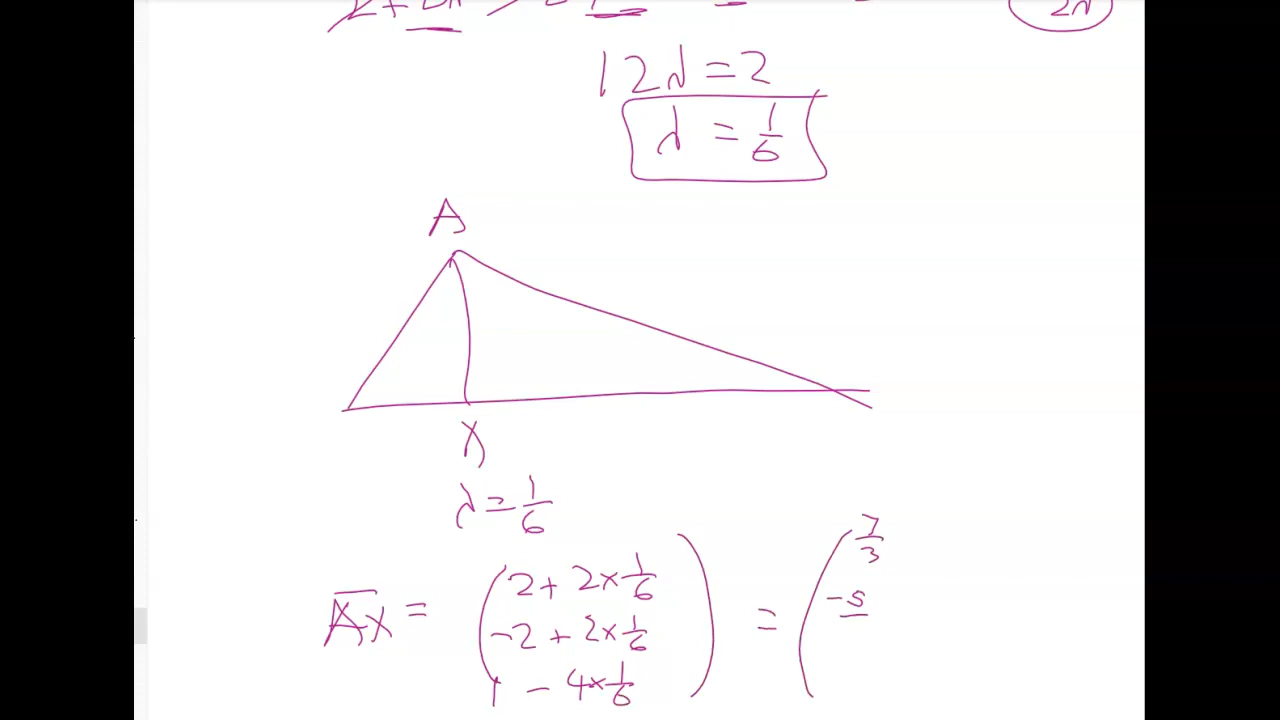 12λ = 2
λ = 1/6
A
X
λ = 1/6
AX = ( 2 + 2 × 1/6 ) = ( 7/3
-2 + 2 × 1/6 -5
1 - 4 × 1/6